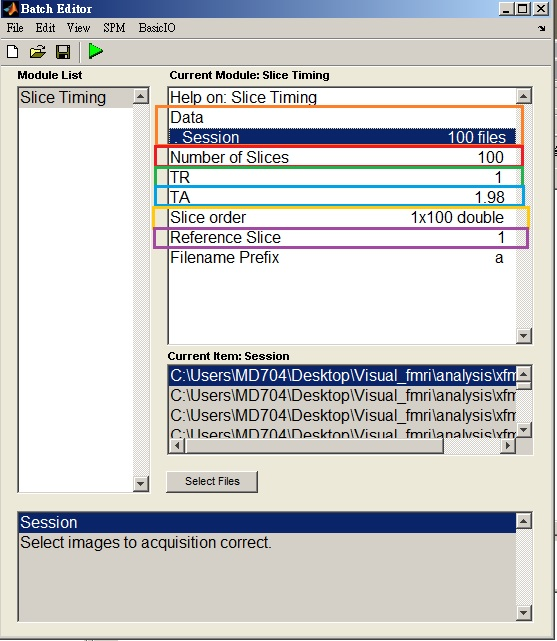 Batch Editor
File Edit View SPM BasicIO
Module List
Current Module: Slice Timing
Slice Timing
Help on: Slice Timing
Data
. Session 100 files
Number of Slices 100
TR 1
TA 1.98
Slice order 1x100 double
Reference Slice 1
Filename Prefix a
Current Item: Session
C:\Users\MD704\Desktop\Visual_fmri\analysis\xfm
C:\Users\MD704\Desktop\Visual_fmri\analysis\xfm
C:\Users\MD704\Desktop\Visual_fmri\analysis\xfm
C:\Users\MD704\Desktop\Visual_fmri\analysis\xfm
Select Files
Session
Select images to acquisition correct.